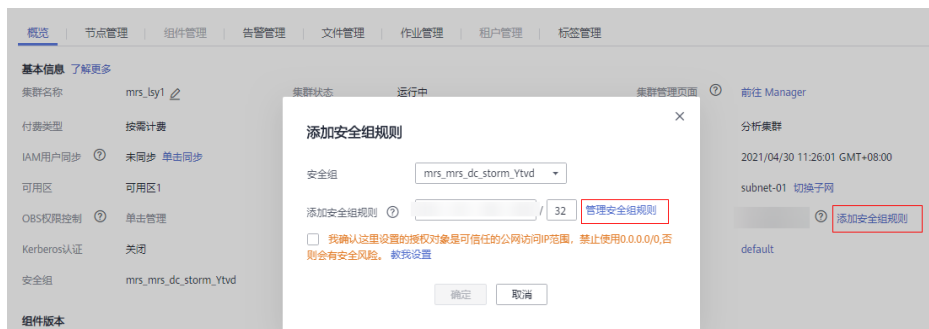 概览 节点管理 组件管理 告警管理 文件管理 作业管理 租户管理 标签管理
基本信息 了解更多
集群名称 mrs_lsy1 集群状态 运行中 集群管理页面 ? 前往 Manager
付费类型 按需计费 分析集群
IAM用户同步 ? 未同步 单击同步 2021/04/30 11:26:01 GMT+08:00
可用区 可用区1 subnet-01 切换子网
OBS权限控制 ? 单击管理 ? 添加安全组规则
Kerberos认证 关闭 default
安全组 mrs_mrs_dc_storm_Ytvd
组件版本
添加安全组规则
安全组 mrs_mrs_dc_storm_Ytvd
添加安全组规则 ? / 32 管理安全组规则
我确认这里设置的授权对象是可信任的公网访问IP范围，禁止使用0.0.0.0/0,否
则会有安全风险。 教我设置
确定 取消